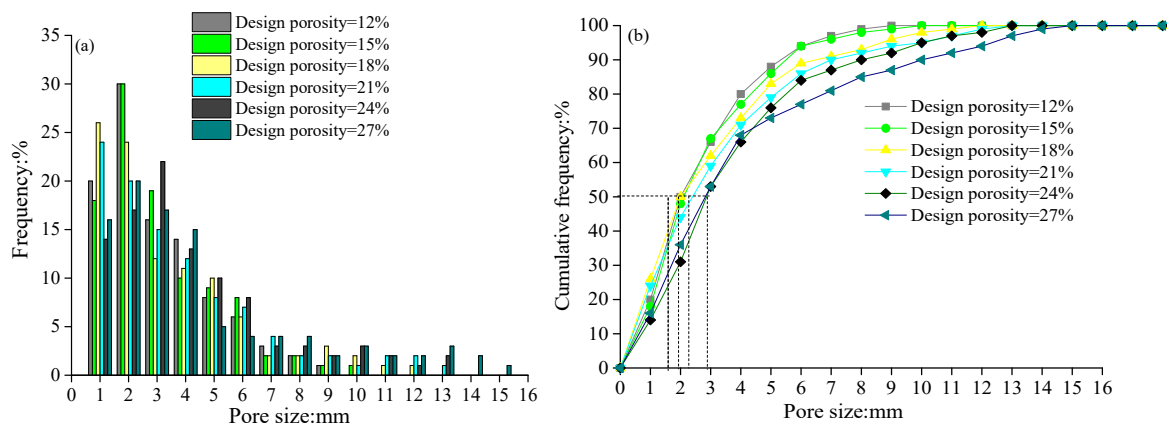 (a)
Design porosity=12%
Design porosity=15%
Design porosity=18%
Design porosity=21%
Design porosity=24%
Design porosity=27%
35
30
25
20
15
10
5
0
Frequency:%
0 1 2 3 4 5 6 7 8 9 10 11 12 13 14 15 16
Pore size:mm
(b)
100
90
80
70
60
50
40
30
20
10
0
Cumulative frequency:%
Design porosity=12%
Design porosity=15%
Design porosity=18%
Design porosity=21%
Design porosity=24%
Design porosity=27%
0 1 2 3 4 5 6 7 8 9 10 11 12 13 14 15 16
Pore size:mm